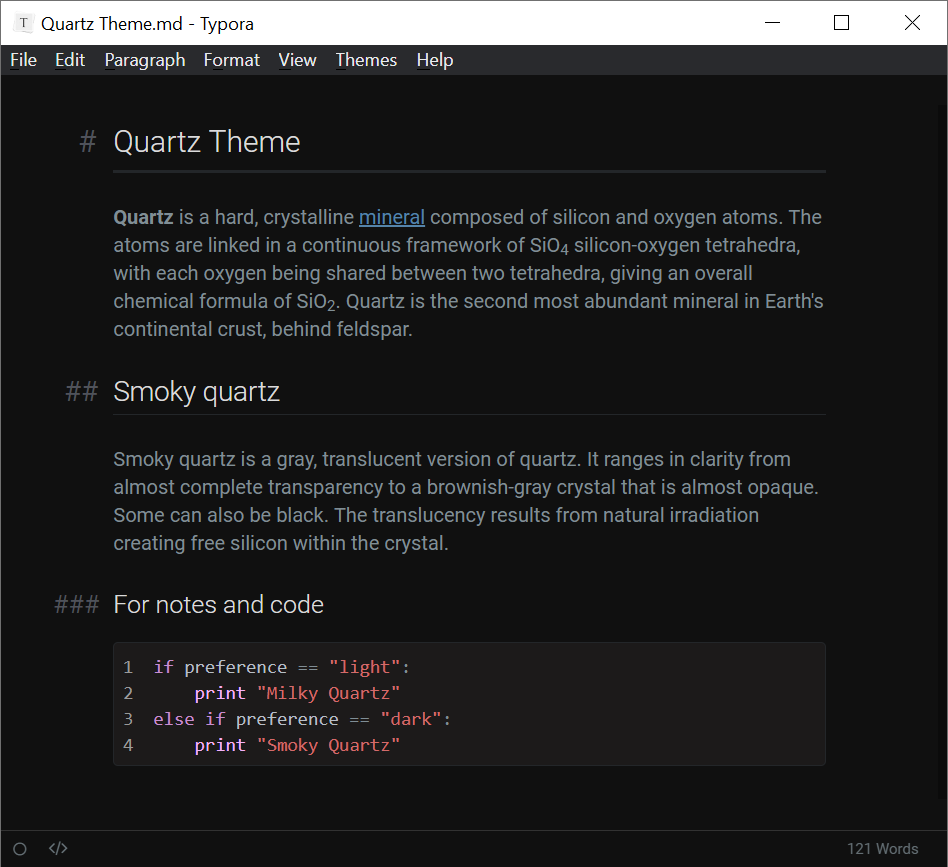 T Quartz Theme.md - Typora
File Edit Paragraph Format View Themes Help
# Quartz Theme
Quartz is a hard, crystalline mineral composed of silicon and oxygen atoms. The
atoms are linked in a continuous framework of SiO₄ silicon-oxygen tetrahedra,
with each oxygen being shared between two tetrahedra, giving an overall
chemical formula of SiO₂. Quartz is the second most abundant mineral in Earth's
continental crust, behind feldspar.
## Smoky quartz
Smoky quartz is a gray, translucent version of quartz. It ranges in clarity from
almost complete transparency to a brownish-gray crystal that is almost opaque.
Some can also be black. The translucency results from natural irradiation
creating free silicon within the crystal.
### For notes and code
1 if preference == "light":
2     print "Milky Quartz"
3 else if preference == "dark":
4     print "Smoky Quartz"
</> 121 Words